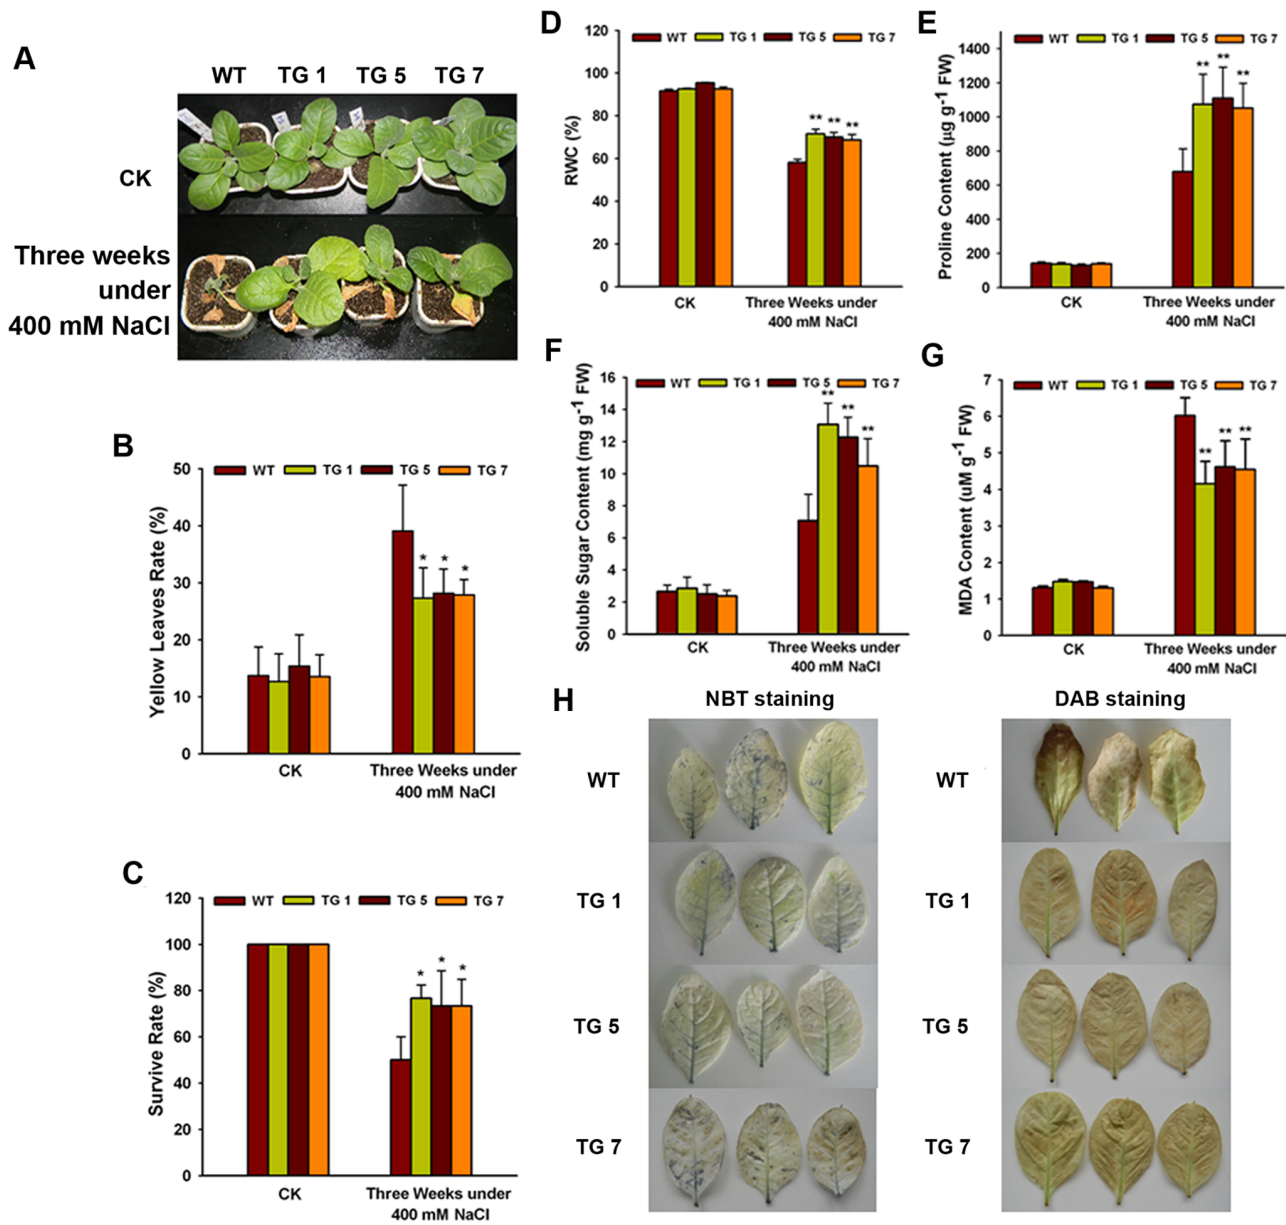 A
WT TG 1 TG 5 TG 7
CK
Three weeks
under
400 mM NaCl
B
Yellow Leaves Rate (%)
WT TG 1 TG 5 TG 7
50
40
30
20
10
0
* * *
CK
Three Weeks under
400 mM NaCl
C
Survive Rate (%)
WT TG 1 TG 5 TG 7
120
100
80
60
40
20
0
* * *
CK
Three Weeks under
400 mM NaCl
D
RWC (%)
WT TG 1 TG 5 TG 7
120
100
80
60
40
20
0
** ** **
CK
Three Weeks under
400 mM NaCl
E
Proline Content (μg g-1 FW)
WT TG 1 TG 5 TG 7
1400
1200
1000
800
600
400
200
0
** ** **
CK
Three Weeks under
400 mM NaCl
F
Soluble Sugar Content (mg g-1 FW)
WT TG 1 TG 5 TG 7
16
14
12
10
8
6
4
2
0
** ** **
CK
Three Weeks under
400 mM NaCl
G
MDA Content (uM g-1 FW)
WT TG 1 TG 5 TG 7
7
6
5
4
3
2
1
0
** ** **
CK
Three Weeks under
400 mM NaCl
H
NBT staining
DAB staining
WT
WT
TG 1
TG 1
TG 5
TG 5
TG 7
TG 7